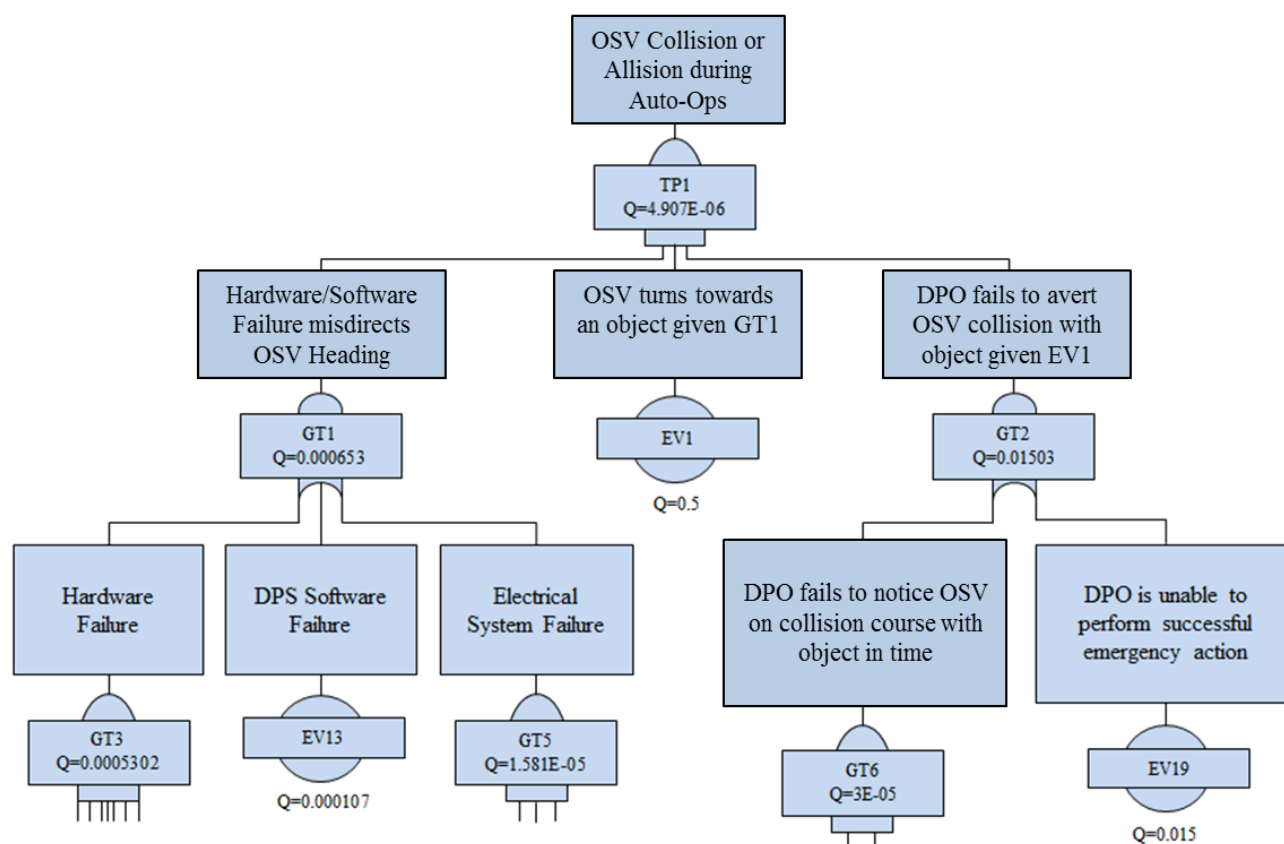 OSV Collision or
Allision during
Auto-Ops
TP1
Q=4.907E-06
Hardware/Software
Failure misdirects
OSV Heading
OSV turns towards
an object given GT1
DPO fails to avert
OSV collision with
object given EV1
GT1
Q=0.000653
EV1
Q=0.5
GT2
Q=0.01503
Hardware
Failure
DPS Software
Failure
Electrical
System Failure
DPO fails to notice OSV
on collision course with
object in time
DPO is unable to
perform successful
emergency action
GT3
Q=0.0005302
EV13
Q=0.000107
GT5
Q=1.581E-05
GT6
Q=3E-05
EV19
Q=0.015